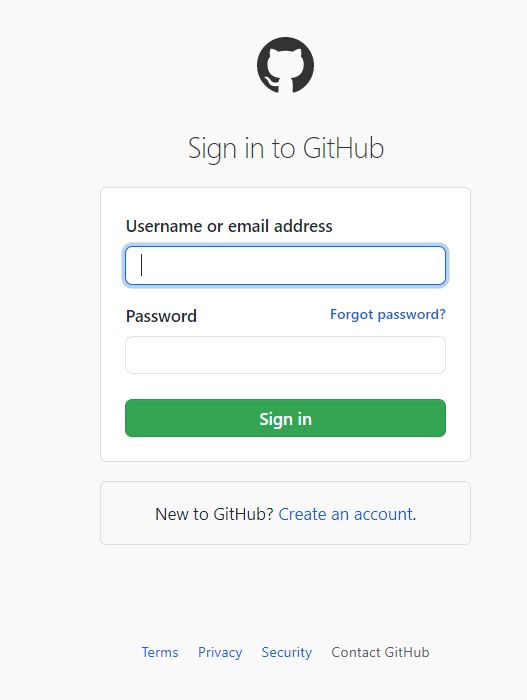 Sign in to GitHub
Username or email address
Password Forgot password?
Sign in
New to GitHub? Create an account.
Terms Privacy Security Contact GitHub